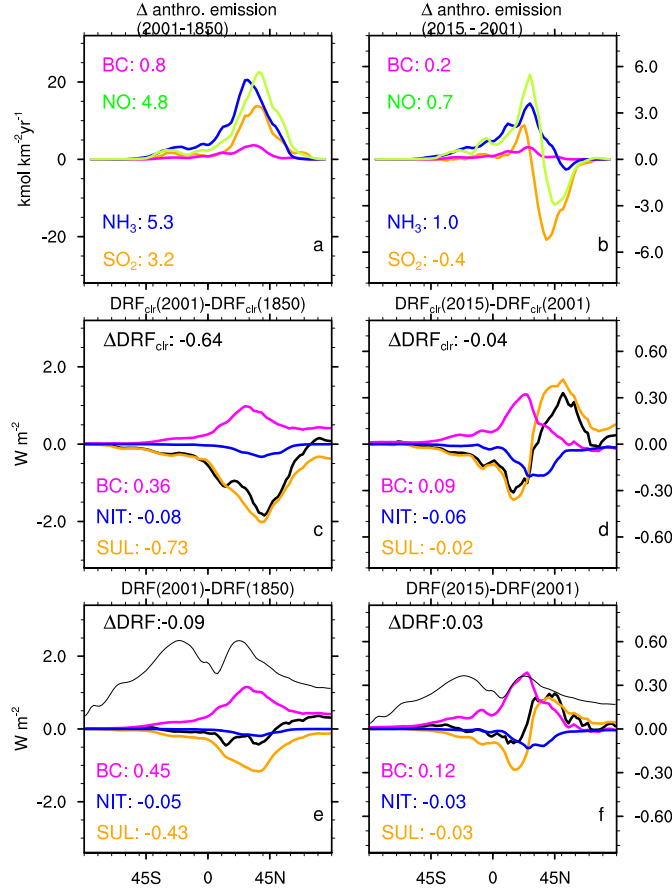 Δ anthro. emission
(2001-1850)
Δ anthro. emission
(2015 - 2001)
BC: 0.8
NO: 4.8
NH₃: 5.3
SO₂: 3.2
a
20
0
-20
kmol km⁻²yr⁻¹
BC: 0.2
NO: 0.7
NH₃: 1.0
SO₂: -0.4
b
6.0
3.0
0.0
-3.0
-6.0
DRF_clr(2001)-DRF_clr(1850)
DRF_clr(2015)-DRF_clr(2001)
ΔDRF_clr: -0.64
BC: 0.36
NIT: -0.08
SUL: -0.73
c
2.0
0.0
-2.0
W m⁻²
ΔDRF_clr: -0.04
BC: 0.09
NIT: -0.06
SUL: -0.02
d
0.60
0.30
0.00
-0.30
-0.60
DRF(2001)-DRF(1850)
DRF(2015)-DRF(2001)
ΔDRF:-0.09
BC: 0.45
NIT: -0.05
SUL: -0.43
e
2.0
0.0
-2.0
W m⁻²
45S 0 45N
ΔDRF:0.03
BC: 0.12
NIT: -0.03
SUL: -0.03
f
0.60
0.30
0.00
-0.30
-0.60
45S 0 45N